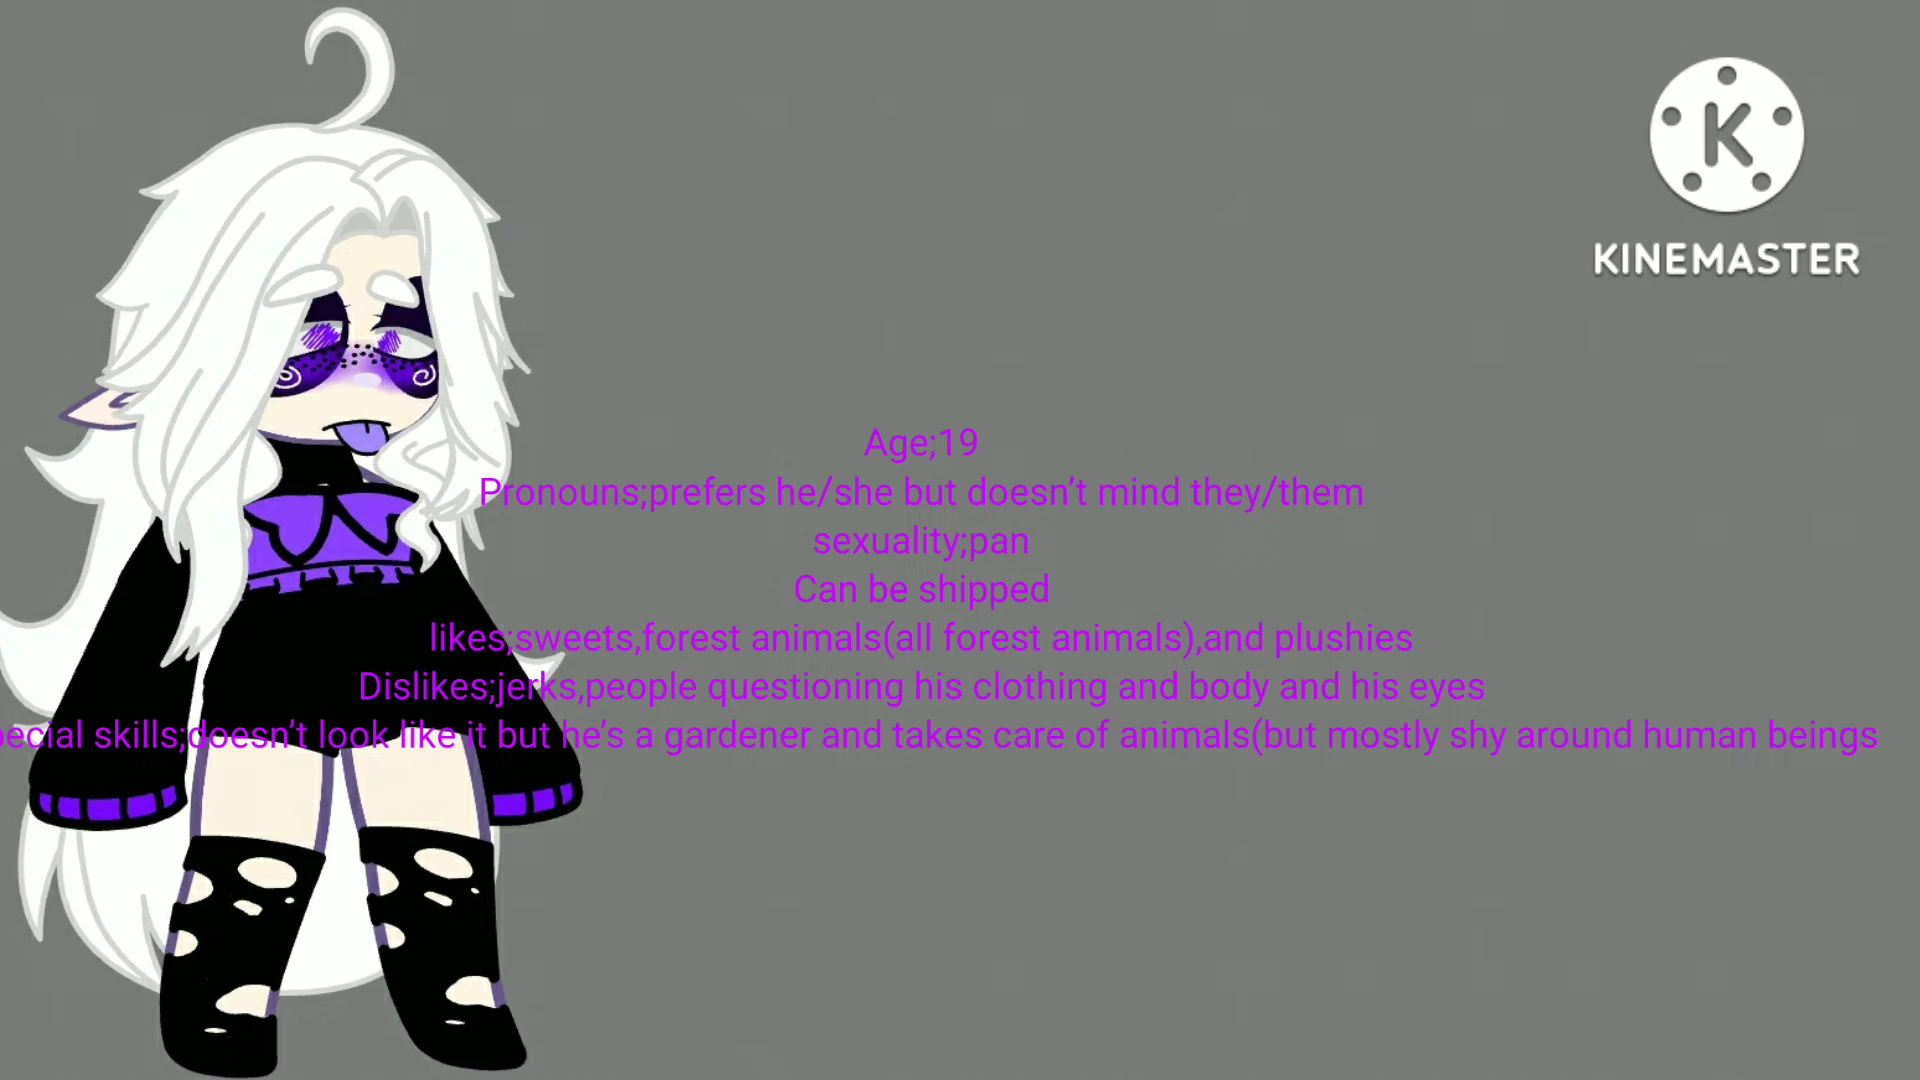 K
KINEMASTER
Age;19
Pronouns;prefers he/she but doesn’t mind they/them
sexuality;pan
Can be shipped
likes;sweets,forest animals(all forest animals),and plushies
Dislikes;jerks,people questioning his clothing and body and his eyes
ecial skills;doesn’t look like it but he’s a gardener and takes care of animals(but mostly shy around human beings